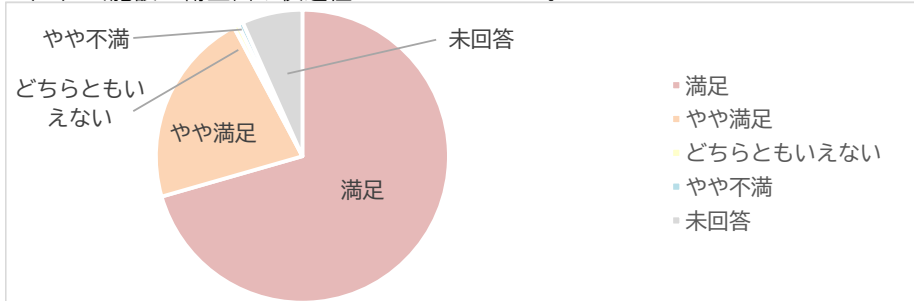 やや不満
未回答
どちらともい
えない
やや満足
満足
満足
やや満足
どちらともいえない
やや不満
未回答